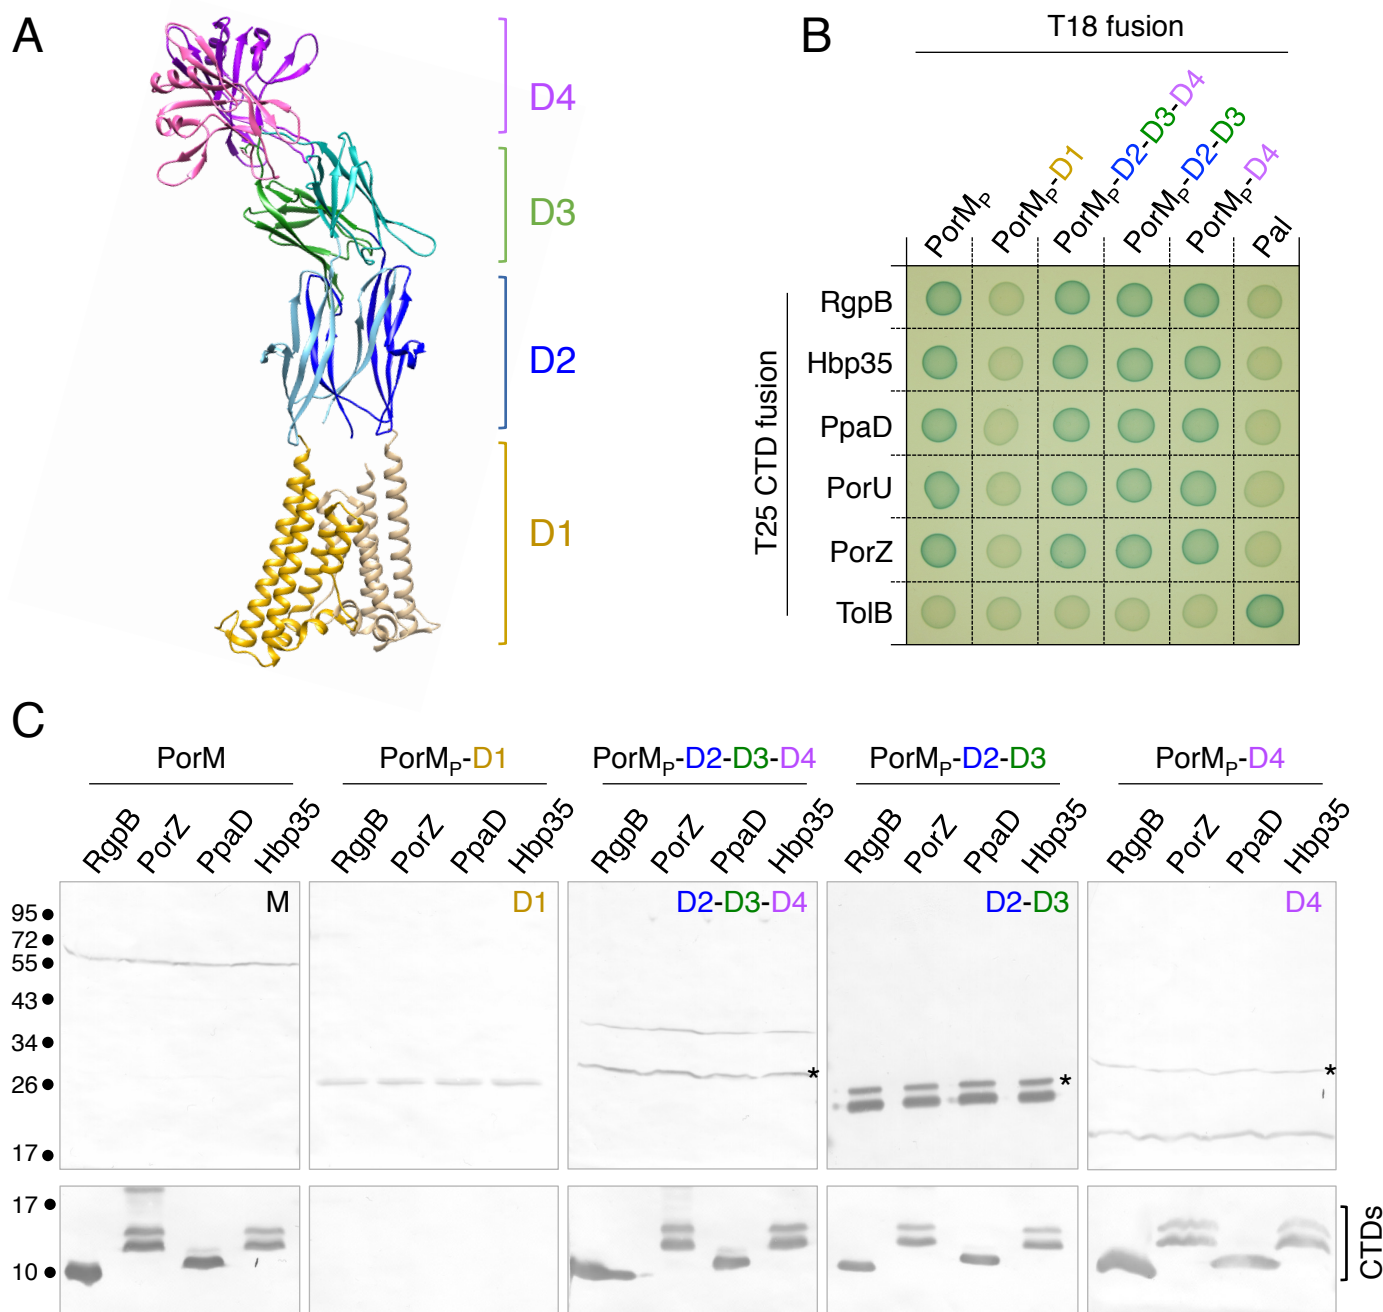 A
D4
D3
D2
D1
B
T18 fusion
PorMP
PorMP-D1
PorMP-D2-D3-D4
PorMP-D2-D3
PorMP-D4
Pal
T25 CTD fusion
RgpB
Hbp35
PpaD
PorU
PorZ
TolB
C
PorM
PorMP-D1
PorMP-D2-D3-D4
PorMP-D2-D3
PorMP-D4
RgpB PorZ PpaD Hbp35
RgpB PorZ PpaD Hbp35
RgpB PorZ PpaD Hbp35
RgpB PorZ PpaD Hbp35
RgpB PorZ PpaD Hbp35
M
D1
D2-D3-D4
D2-D3
D4
95
72
55
43
34
26
17
*
*
*
17
10
CTDs